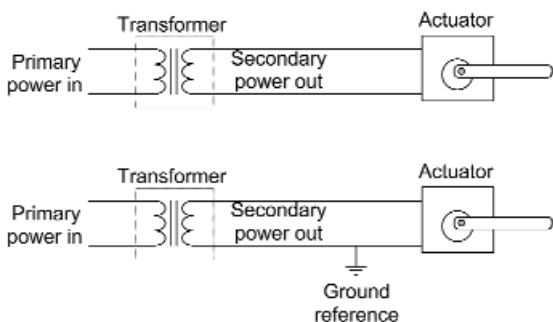 Transformer
Actuator
Primary
power in
Secondary
power out
Transformer
Actuator
Primary
power in
Secondary
power out
Ground
reference